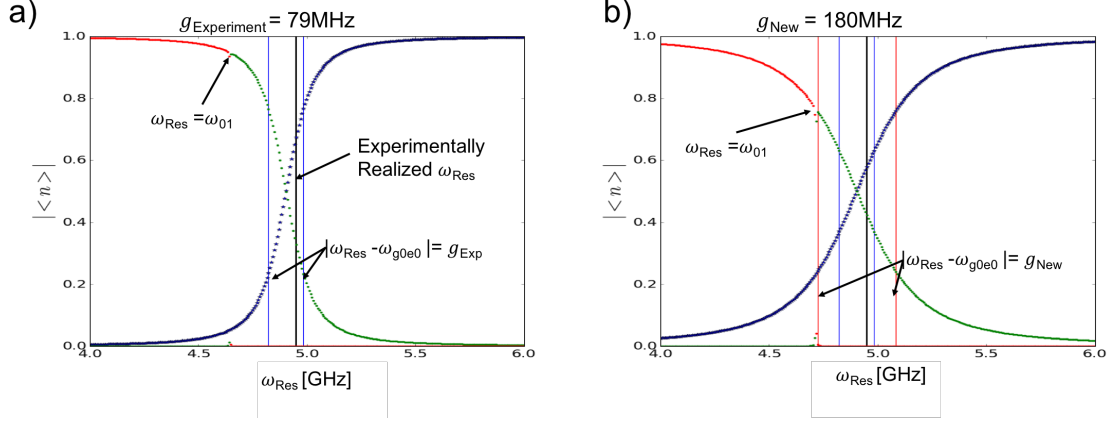 a)
g_Experiment = 79MHz
1.0
0.8
0.6
0.4
0.2
0.0
|<n>|
ω_Res = ω_01
Experimentally
Realized ω_Res
|ω_Res - ω_g0e0 |= g_Exp
4.0 4.5 5.0 5.5 6.0
ω_Res [GHz]
b)
g_New = 180MHz
1.0
0.8
0.6
0.4
0.2
0.0
|<n>|
ω_Res = ω_01
|ω_Res - ω_g0e0 |= g_New
4.0 4.5 5.0 5.5 6.0
ω_Res [GHz]